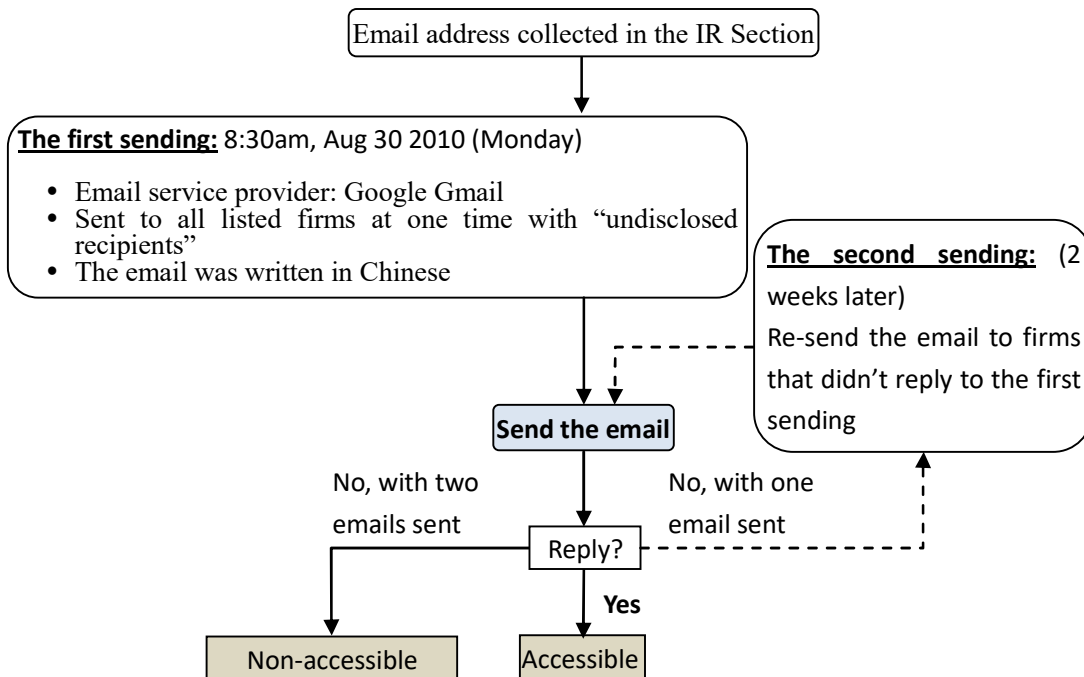 Email address collected in the IR Section
The first sending: 8:30am, Aug 30 2010 (Monday)
• Email service provider: Google Gmail
• Sent to all listed firms at one time with “undisclosed
recipients”
• The email was written in Chinese
The second sending: (2
weeks later)
Re-send the email to firms
that didn’t reply to the first
sending
Send the email
No, with two
emails sent
No, with one
email sent
Reply?
Yes
Non-accessible
Accessible